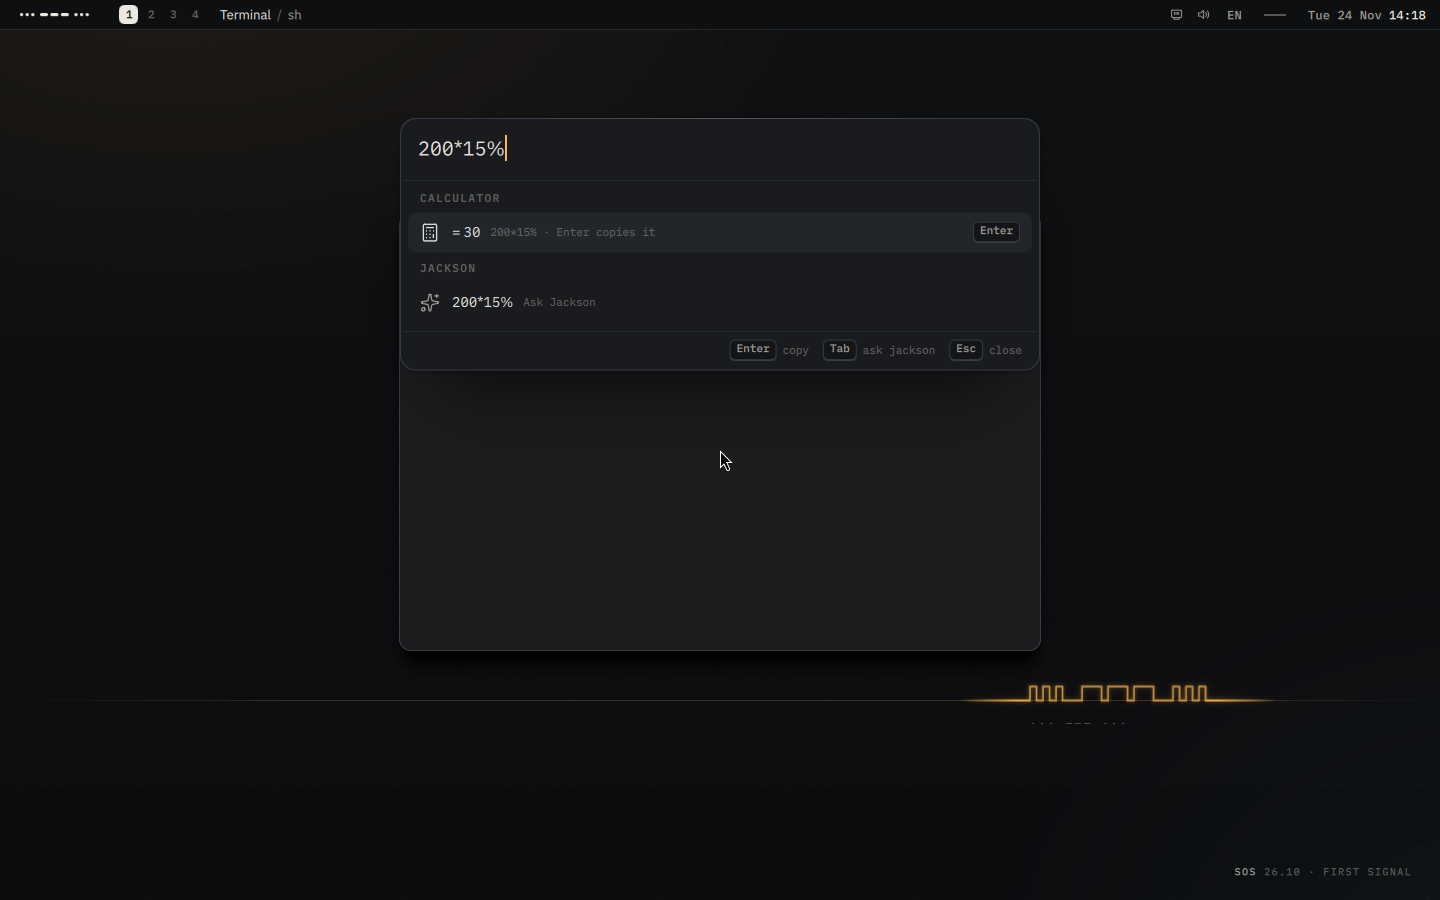 1 2 3 4 Terminal / sh EN Tue 24 Nov 14:18
200*15%
CALCULATOR
= 30 200*15% · Enter copies it Enter
JACKSON
200*15% Ask Jackson
Enter copy Tab ask jackson Esc close
... --- ...
SOS 26.10 · FIRST SIGNAL